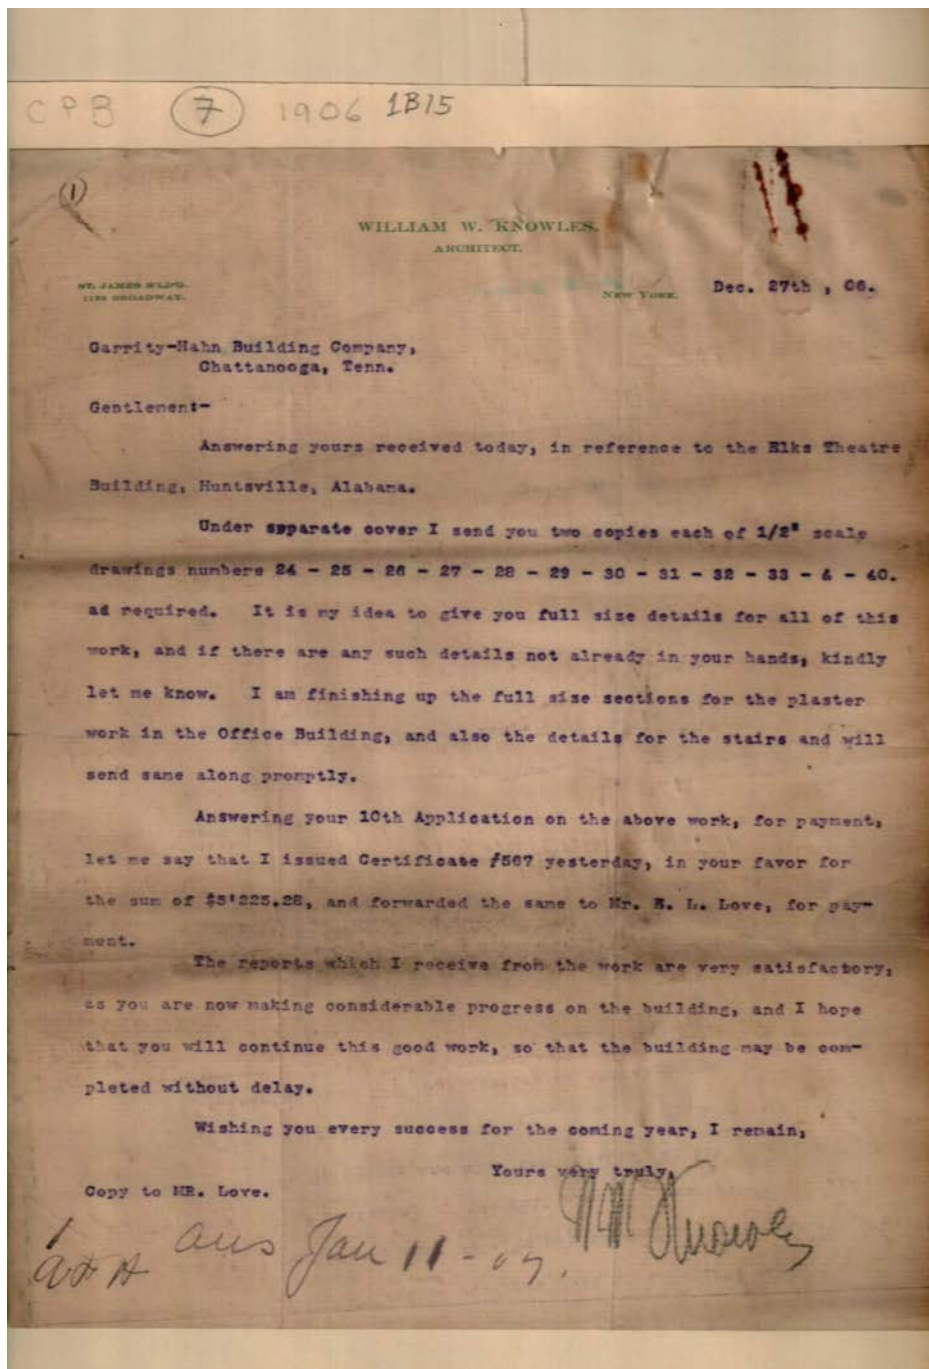 CPB 7 1906 1B15
1
WILLIAM W. KNOWLES.
ARCHITECT.
ST. JAMES BLDG.
1133 BROADWAY.
NEW YORK.
Dec. 27th , 06.
Garrity-Hahn Building Company,
Chattanooga, Tenn.
Gentlemen:-
Answering yours received today, in reference to the Elks Theatre
Building, Huntsville, Alabama.
Under separate cover I send you two copies each of 1/2" scale
drawings numbers 24 - 25 - 26 - 27 - 28 - 29 - 30 - 31 - 32 - 33 - & - 40.
as required. It is my idea to give you full size details for all of this
work, and if there are any such details not already in your hands, kindly
let me know. I am finishing up the full size sections for the plaster
work in the Office Building, and also the details for the stairs and will
send same along promptly.
Answering your 10th Application on the above work, for payment,
let me say that I issued Certificate #567 yesterday, in your favor for
the sum of $5'225.28, and forwarded the same to Mr. E. L. Love, for pay-
ment.
The reports which I receive from the work are very satisfactory,
as you are now making considerable progress on the building, and I hope
that you will continue this good work, so that the building may be com-
pleted without delay.
Wishing you every success for the coming year, I remain,
Yours very truly,
Copy to MR. Love.
WW Knowles
ans Jan 11-07.